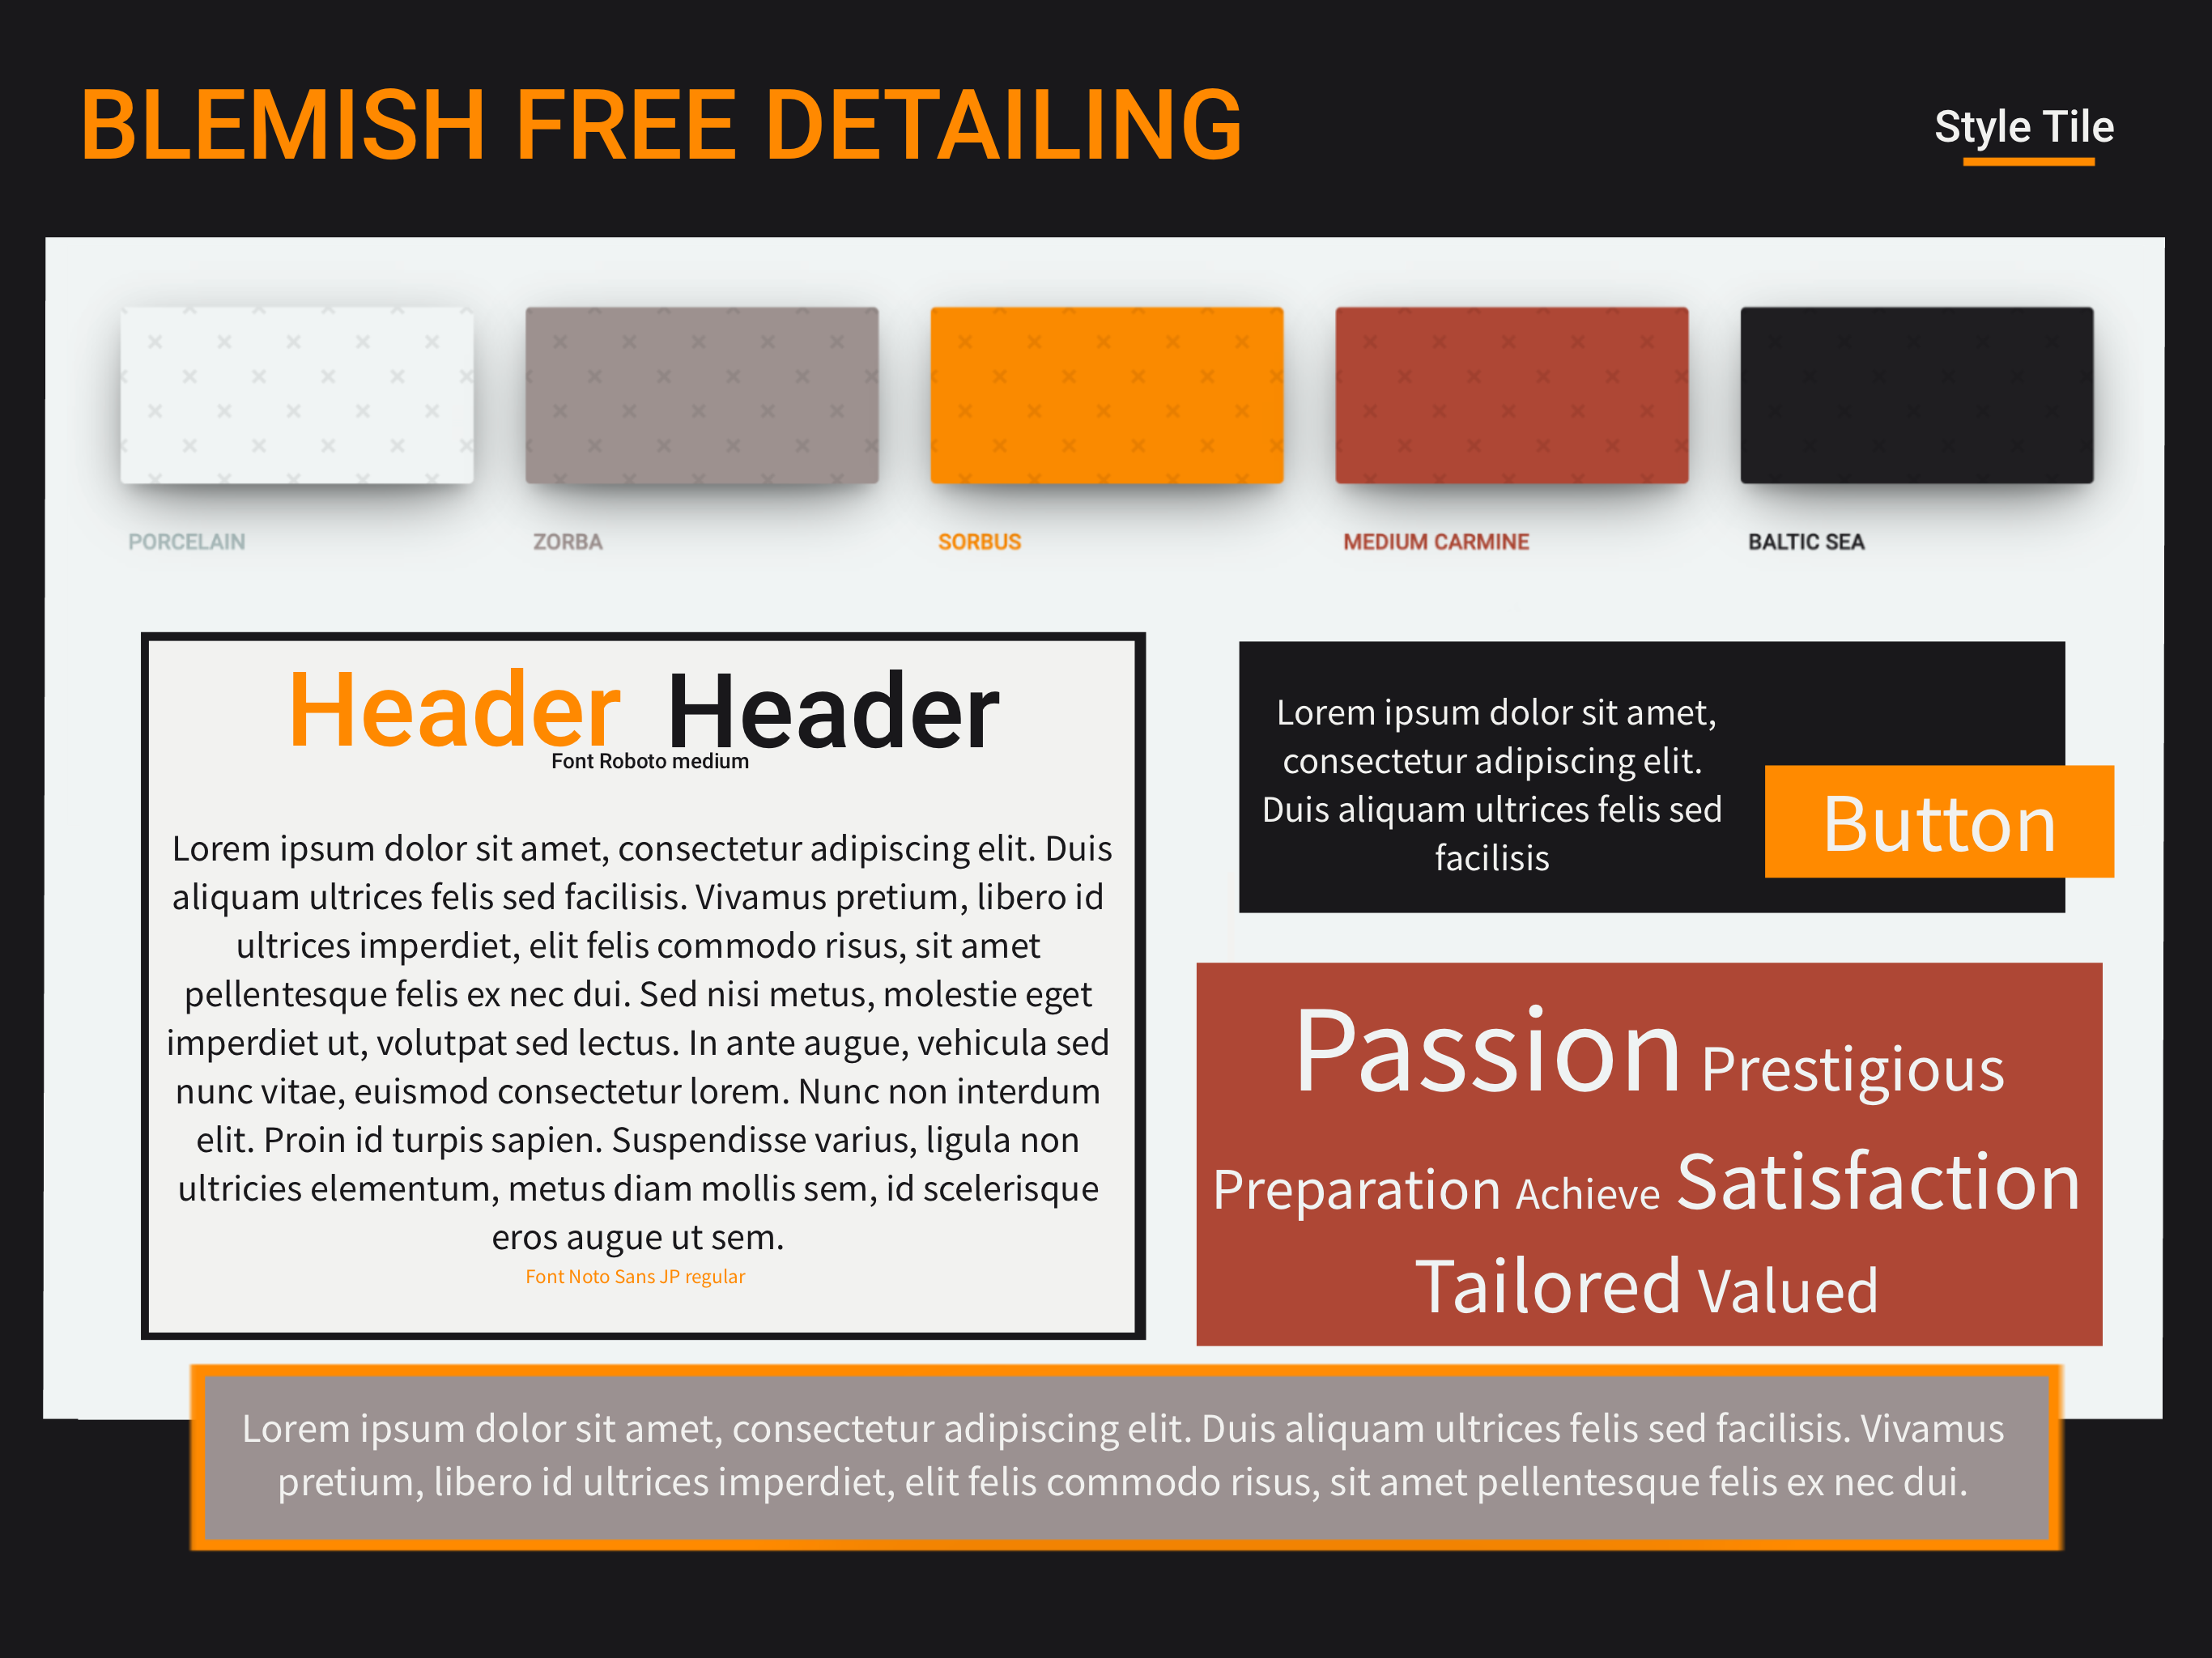 BLEMISH FREE DETAILING
Style Tile
PORCELAIN
ZORBA
SORBUS
MEDIUM CARMINE
BALTIC SEA
Header Header
Font Roboto medium
Lorem ipsum dolor sit amet, consectetur adipiscing elit. Duis
aliquam ultrices felis sed facilisis. Vivamus pretium, libero id
ultrices imperdiet, elit felis commodo risus, sit amet
pellentesque felis ex nec dui. Sed nisi metus, molestie eget
imperdiet ut, volutpat sed lectus. In ante augue, vehicula sed
nunc vitae, euismod consectetur lorem. Nunc non interdum
elit. Proin id turpis sapien. Suspendisse varius, ligula non
ultricies elementum, metus diam mollis sem, id scelerisque
eros augue ut sem.
Font Noto Sans JP regular
Lorem ipsum dolor sit amet,
consectetur adipiscing elit.
Duis aliquam ultrices felis sed
facilisis
Button
Passion Prestigious
Preparation Achieve Satisfaction
Tailored Valued
Lorem ipsum dolor sit amet, consectetur adipiscing elit. Duis aliquam ultrices felis sed facilisis. Vivamus
pretium, libero id ultrices imperdiet, elit felis commodo risus, sit amet pellentesque felis ex nec dui.